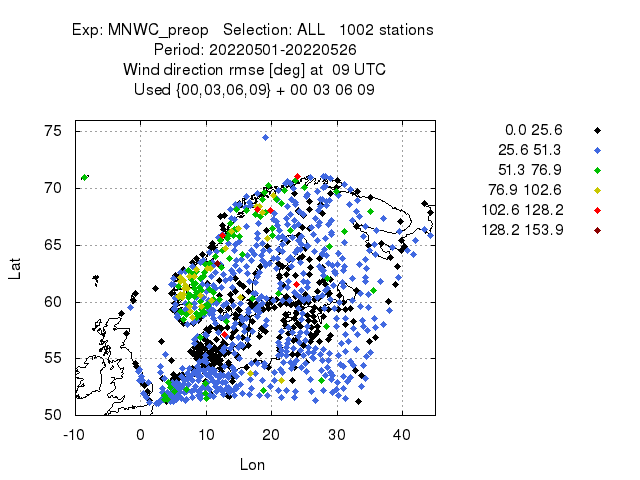 Exp: MNWC_preop   Selection: ALL   1002 stations
Period: 20220501-20220526
Wind direction rmse [deg] at  09 UTC
Used {00,03,06,09} + 00 03 06 09
0.0 25.6
25.6 51.3
51.3 76.9
76.9 102.6
102.6 128.2
128.2 153.9
75
70
65
60
55
50
Lat
-10 0 10 20 30 40
Lon